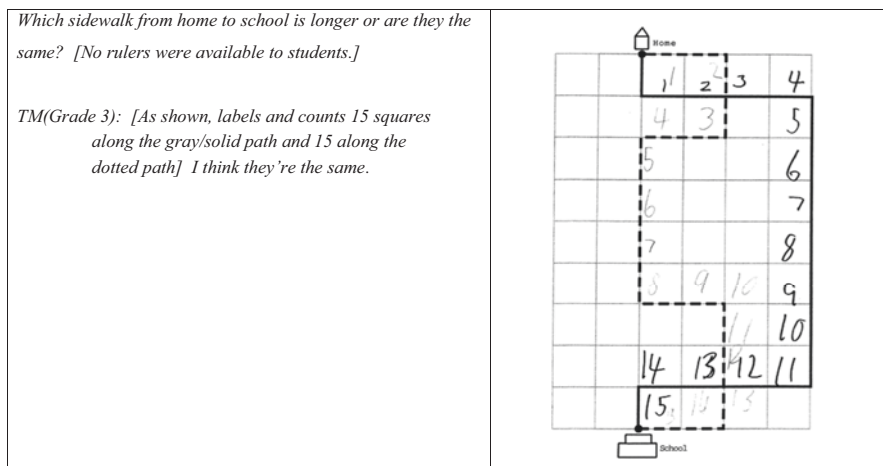 Which sidewalk from home to school is longer or are they the
same? [No rulers were available to students.]
TM(Grade 3): [As shown, labels and counts 15 squares
along the gray/solid path and 15 along the
dotted path] I think they're the same.
Home
1 1 2 2 3 4
4 3 5
5 6
6 7
7 8
8 9 10 9
11 10
14 13 12 12 11
15 14 13
School